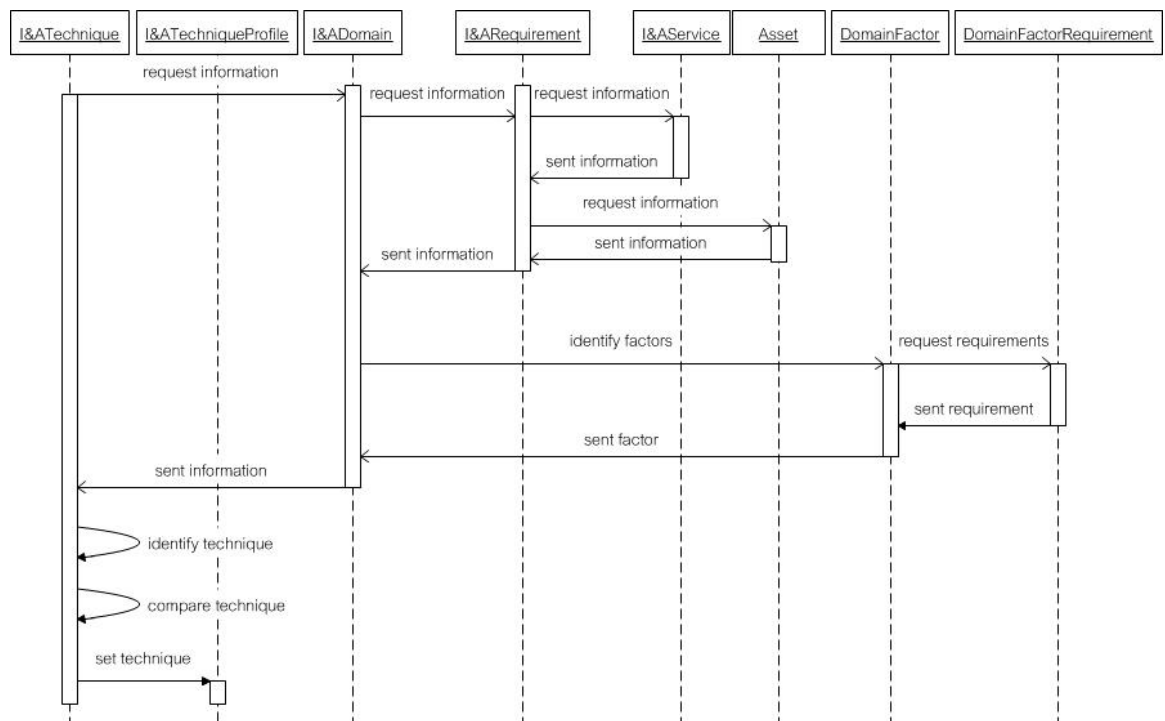 I&ATechnique
I&ATechniqueProfile
I&ADomain
I&ARequirement
I&AService
Asset
DomainFactor
DomainFactorRequirement
request information
request information
request information
sent information
request information
sent information
sent information
identify factors
request requirements
sent requirement
sent factor
sent information
identify technique
compare technique
set technique